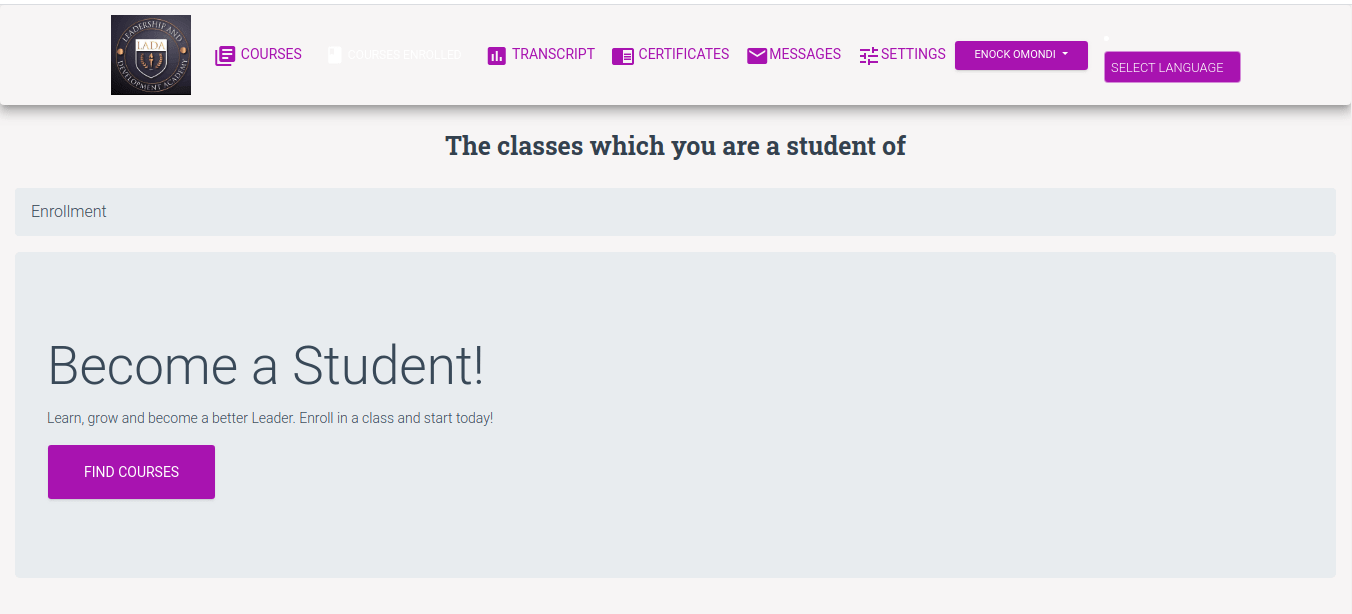 LEADERSHIP AND
LADA
DEVELOPMENT ACADEMY
COURSES
COURSES ENROLLED
TRANSCRIPT
CERTIFICATES
MESSAGES
SETTINGS
ENOCK OMONDI
SELECT LANGUAGE
The classes which you are a student of
Enrollment
Become a Student!
Learn, grow and become a better Leader. Enroll in a class and start today!
FIND COURSES